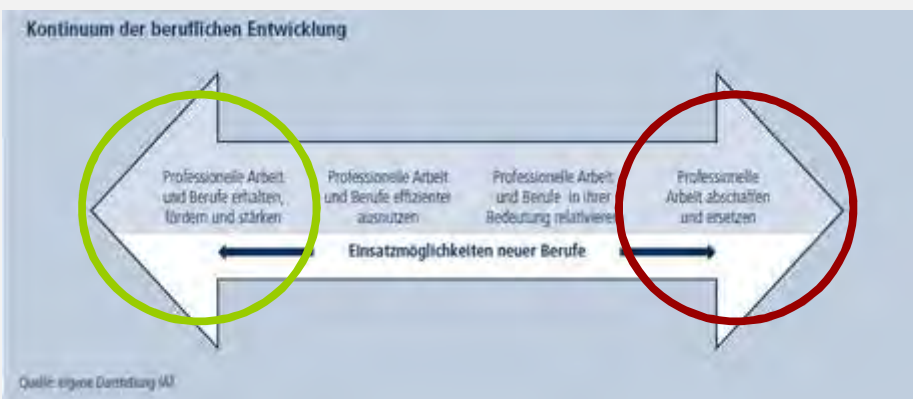 Kontinuum der beruflichen Entwicklung
Professionelle Arbeit
und Berufe erhalten,
fördern und stärken
Professionelle Arbeit
und Berufe effizienter
ausnutzen
Professionelle Arbeit
und Berufe in ihrer
Bedeutung relativieren
Professionelle
Arbeit abschaffen
und ersetzen
Einsatzmöglichkeiten neuer Berufe
Quelle: eigene Darstellung IAT